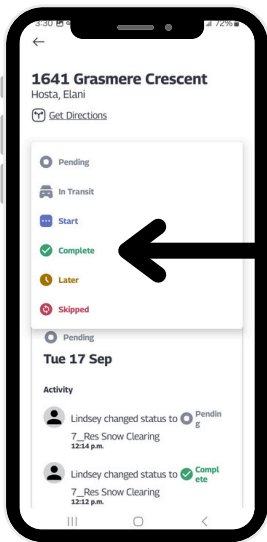 3:30
72%
1641 Grasmere Crescent
Hosta, Elani
Get Directions
Pending
In Transit
Start
Complete
Later
Skipped
Pending
Tue 17 Sep
Activity
Lindsey changed status to Pendin
g
7_Res Snow Clearing
12:14 p.m.
Lindsey changed status to Compl
ete
7_Res Snow Clearing
12:12 p.m.